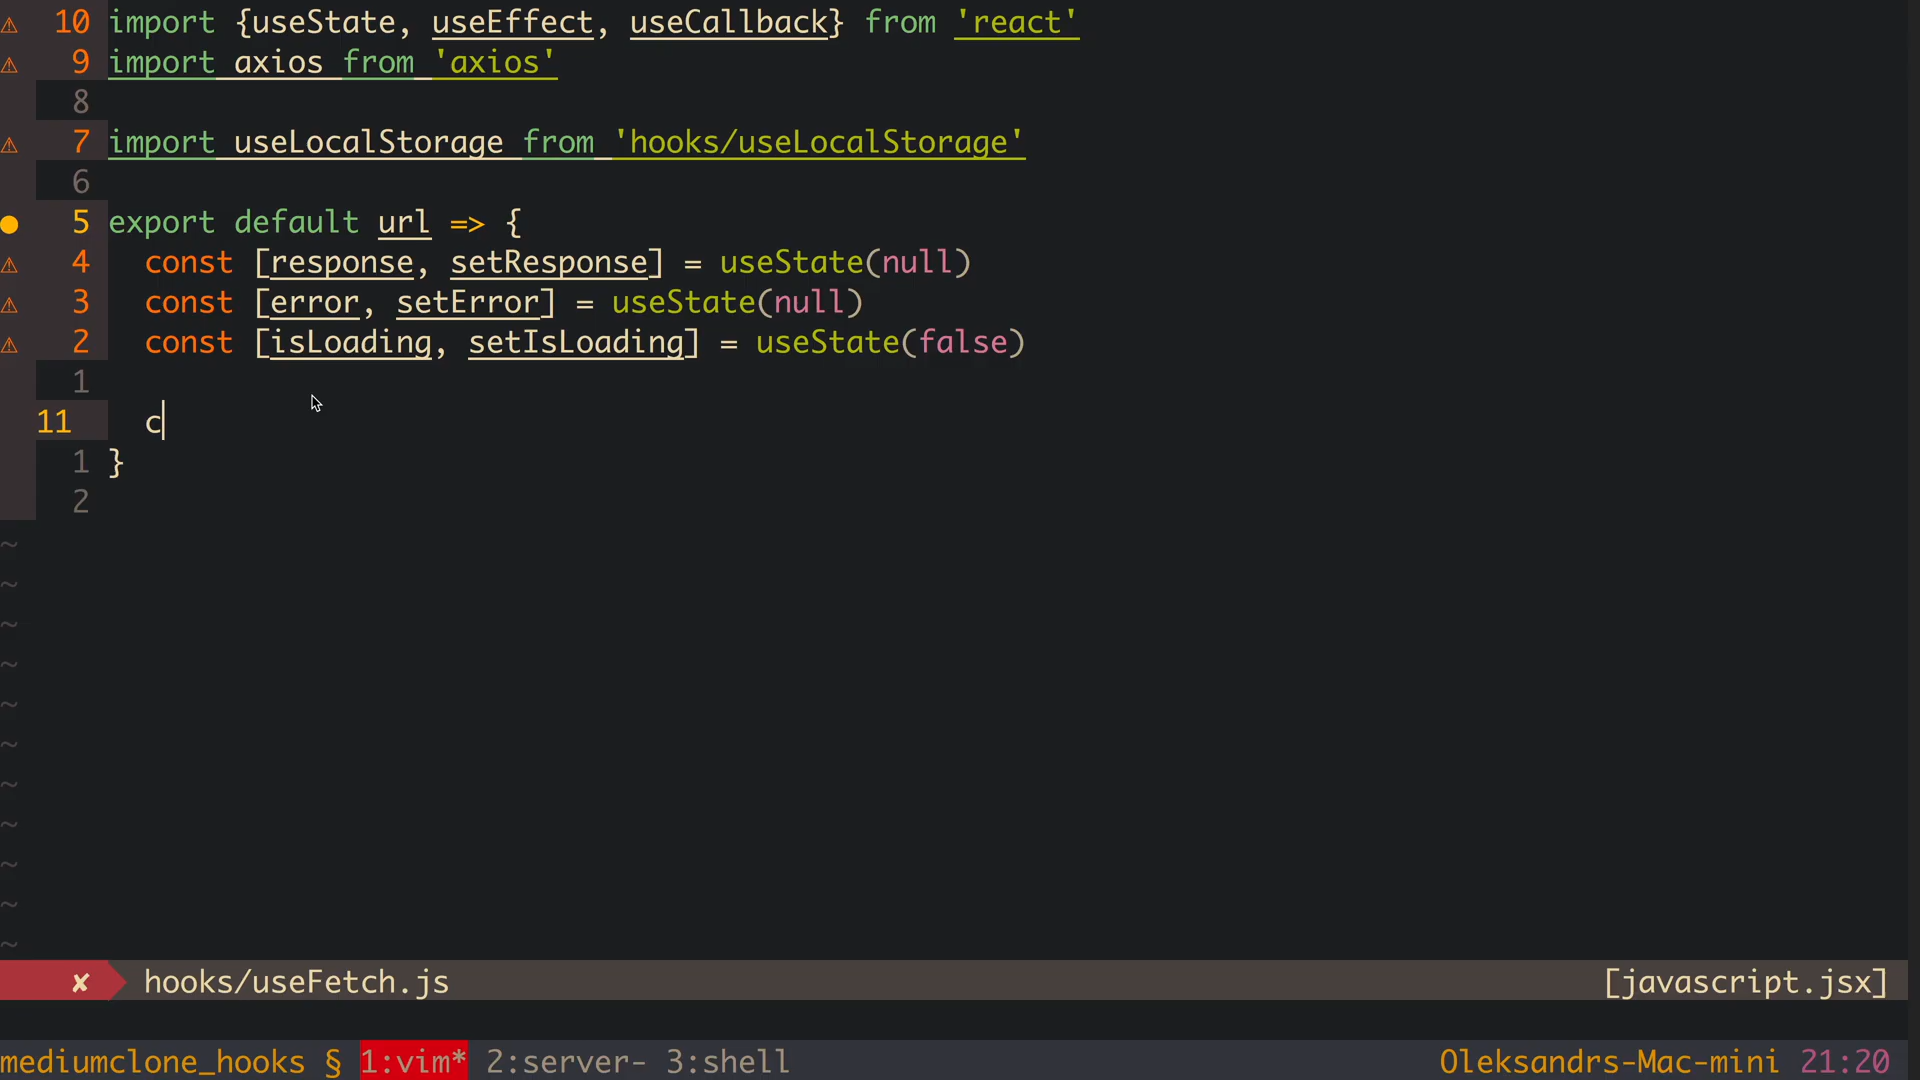 ⚠ 10 import {useState, useEffect, useCallback} from 'react'
⚠ 9 import axios from 'axios'
8
⚠ 7 import useLocalStorage from 'hooks/useLocalStorage'
6
● 5 export default url => {
⚠ 4   const [response, setResponse] = useState(null)
⚠ 3   const [error, setError] = useState(null)
⚠ 2   const [isLoading, setIsLoading] = useState(false)
1
11   c
1 }
2
~
~
~
~
~
~
~
~
~
~
~
✘ hooks/useFetch.js [javascript.jsx]
mediumclone_hooks § 1:vim* 2:server- 3:shell Oleksandrs-Mac-mini 21:20